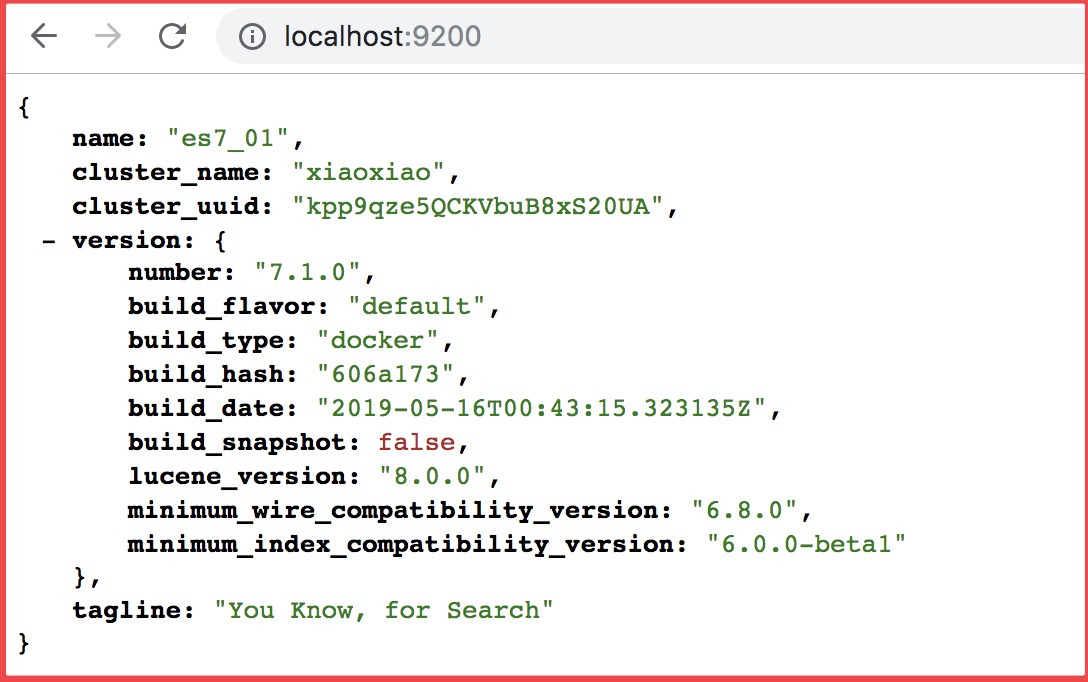 localhost:9200
{
name: "es7_01",
cluster_name: "xiaoxiao",
cluster_uuid: "kpp9qze5QCKVbuB8xS20UA",
- version: {
number: "7.1.0",
build_flavor: "default",
build_type: "docker",
build_hash: "606a173",
build_date: "2019-05-16T00:43:15.323135Z",
build_snapshot: false,
lucene_version: "8.0.0",
minimum_wire_compatibility_version: "6.8.0",
minimum_index_compatibility_version: "6.0.0-beta1"
},
tagline: "You Know, for Search"
}